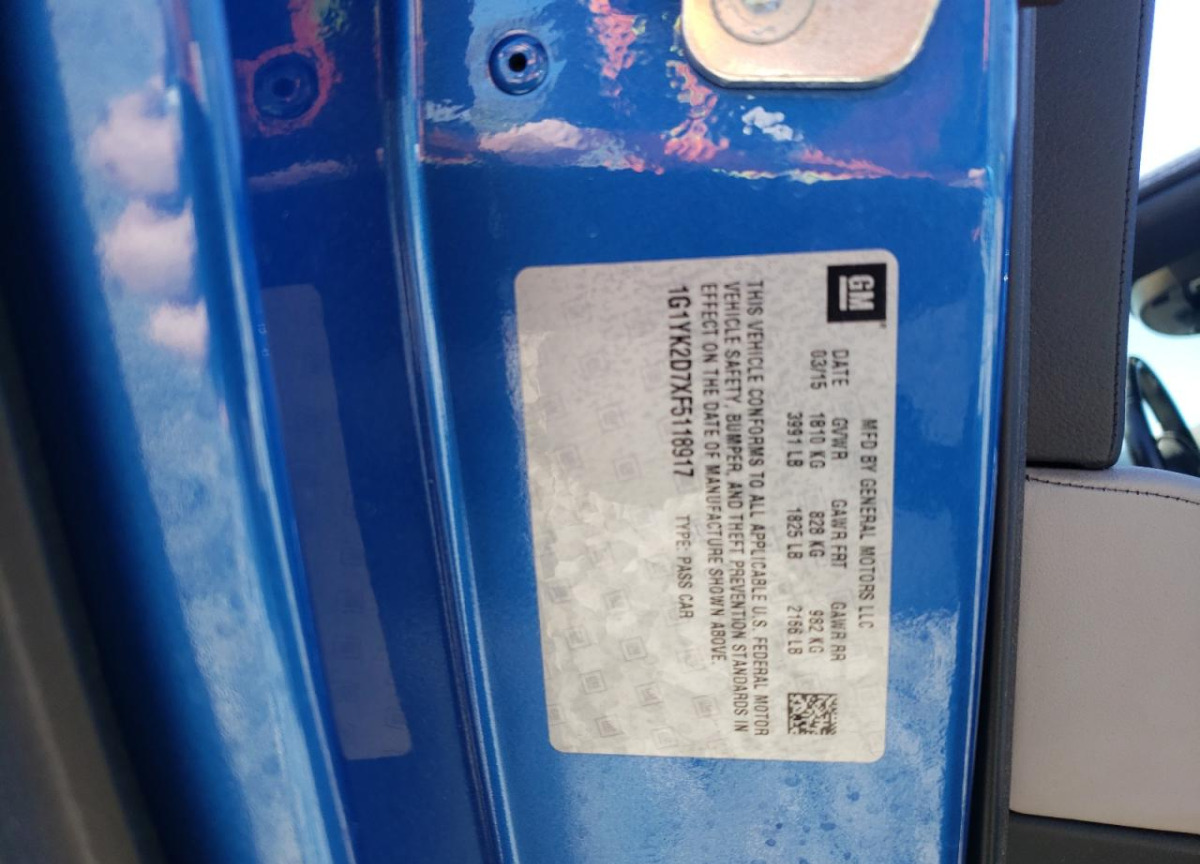 GM
MFD BY GENERAL MOTORS LLC
DATE GVWR GAWR FRT GAWR RR
03/15 1810 KG 828 KG 982 KG
3991 LB 1825 LB 2166 LB
THIS VEHICLE CONFORMS TO ALL APPLICABLE U.S. FEDERAL MOTOR
VEHICLE SAFETY, BUMPER, AND THEFT PREVENTION STANDARDS IN
EFFECT ON THE DATE OF MANUFACTURE SHOWN ABOVE.
1G1YK2D7XF5118917 TYPE: PASS CAR